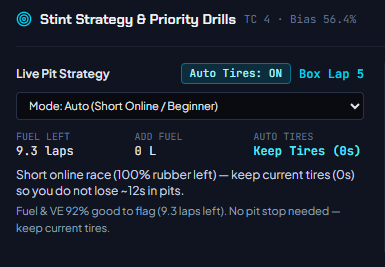 Stint Strategy & Priority Drills TC 4 · Bias 56.4%
Live Pit Strategy Auto Tires: ON Box Lap 5
Mode: Auto (Short Online / Beginner)
FUEL LEFT ADD FUEL AUTO TIRES
9.3 laps 0 L Keep Tires (0s)
Short online race (100% rubber left) — keep current tires (0s)
so you do not lose ~12s in pits.
Fuel & VE 92% good to flag (9.3 laps left). No pit stop needed —
keep current tires.